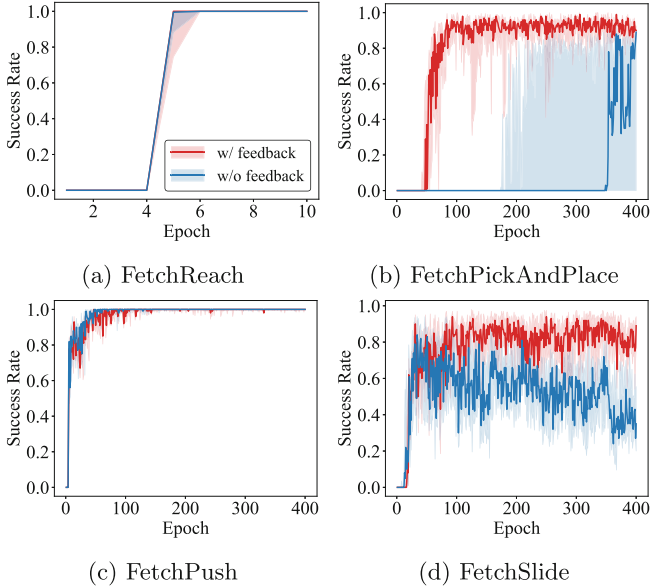 1.0
0.8
0.6
0.4
0.2
0.0
Success Rate
w/ feedback
w/o feedback
2 4 6 8 10
Epoch
(a) FetchReach
1.0
0.8
0.6
0.4
0.2
0.0
Success Rate
0 100 200 300 400
Epoch
(b) FetchPickAndPlace
1.0
0.8
0.6
0.4
0.2
0.0
Success Rate
0 100 200 300 400
Epoch
(c) FetchPush
1.0
0.8
0.6
0.4
0.2
0.0
Success Rate
0 100 200 300 400
Epoch
(d) FetchSlide